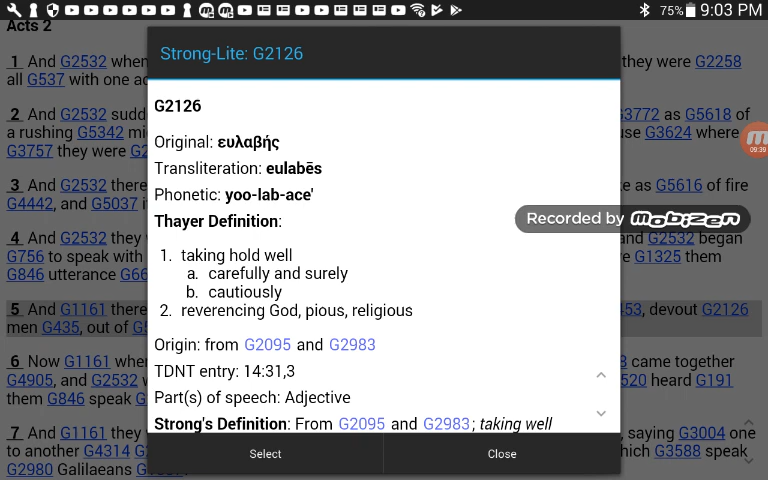 75% 9:03 PM
Acts 2
Strong-Lite: G2126
1 And G2532 when
they were G2258
all G537 with one ac
G2126
2 And G2532 sudd
G3772 as G5618 of
Original: ευλαβής
a rushing G5342 mi
use G3624 where
G3757 they were G2
Transliteration: eulabēs
09:39
3 And G2532 there
Phonetic: yoo-lab-ace'
ke as G5616 of fire
G4442, and G5037 i
Thayer Definition:
Recorded by Mobizen
4 And G2532 they
and G2532 began
1. taking hold well
G756 to speak with
G1325 them
a. carefully and surely
G846 utterance G66
b. cautiously
5 And G1161 there
453, devout G2126
2. reverencing God, pious, religious
men G435, out of G5
Origin: from G2095 and G2983
6 Now G1161 when
came together
TDNT entry: 14:31,3
G4905, and G2532 w
520 heard G191
them G846 speak G
Part(s) of speech: Adjective
Strong's Definition: From G2095 and G2983; taking well
7 And G1161 they
, saying G3004 one
to another G4314 G
hich G3588 speak
G2980 Galilaeans
Select Close